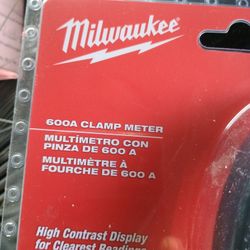 Milwaukee
600A CLAMP METER
MULTÍMETRO CON
PINZA DE 600 A
MULTIMÈTRE À
FOURCHE DE 600 A
High Contrast Display
for Clearest Readings